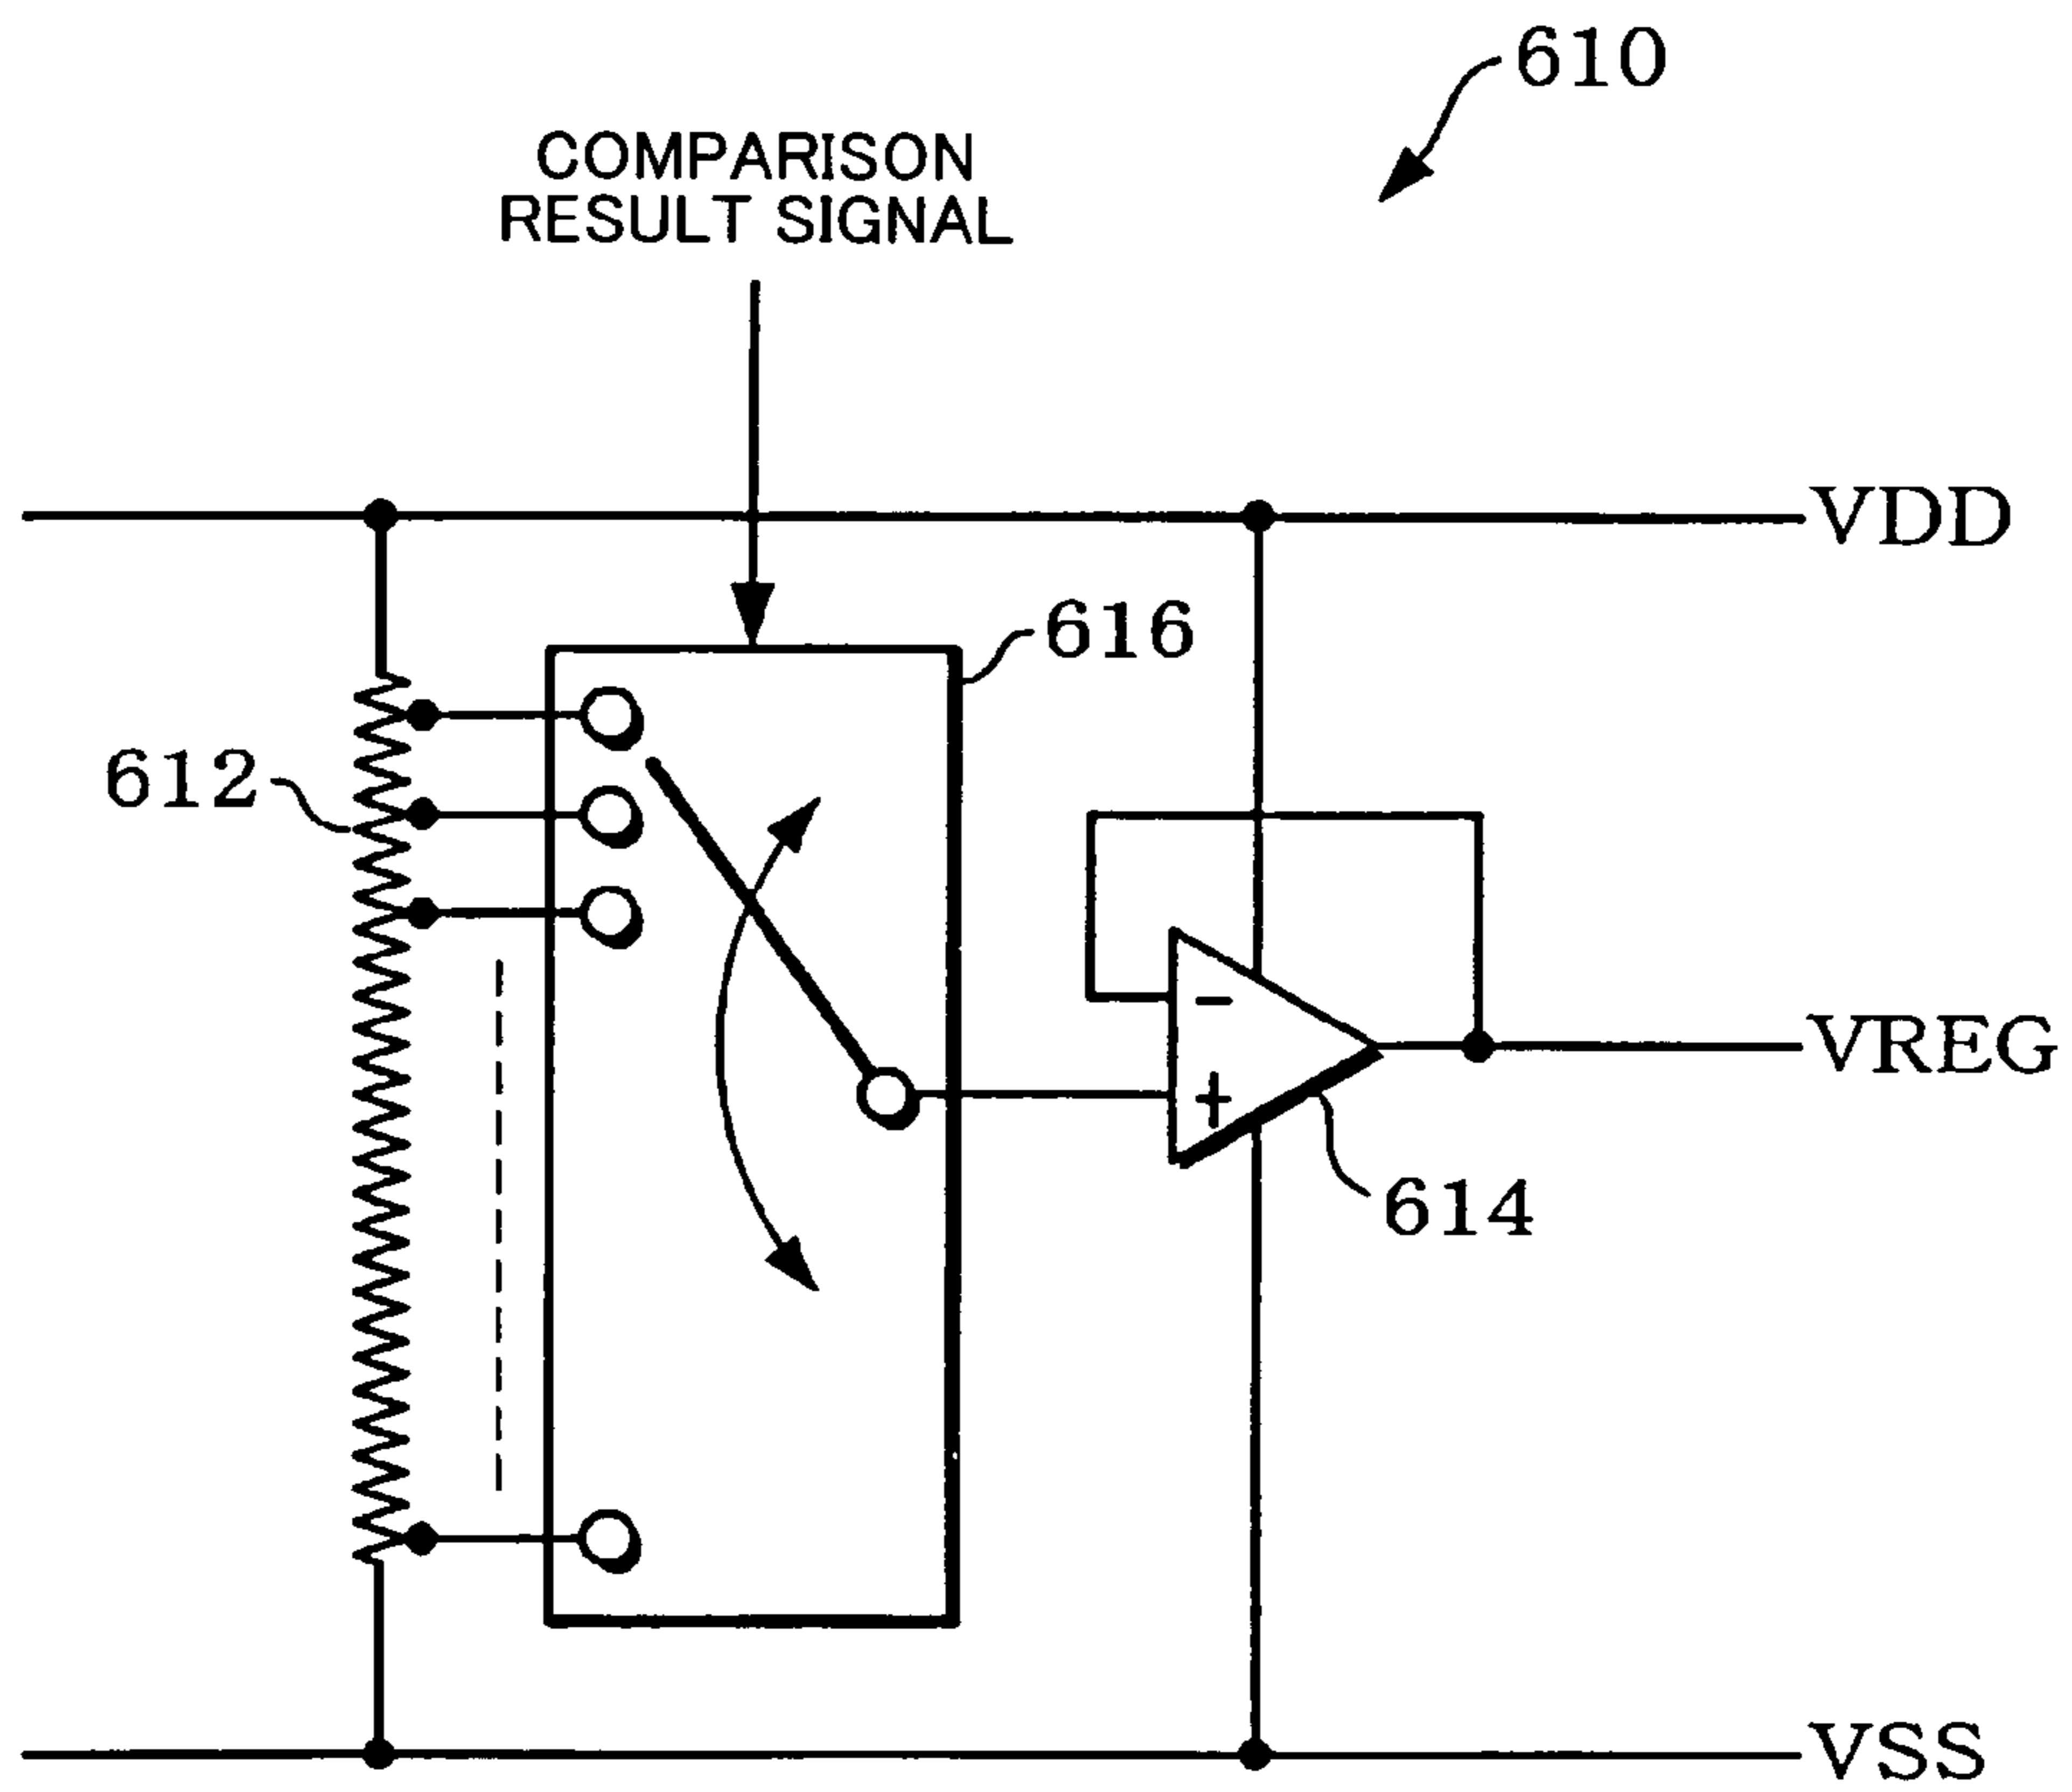 610
COMPARISON
RESULT SIGNAL
VDD
616
612
-
VREG
+
614
VSS